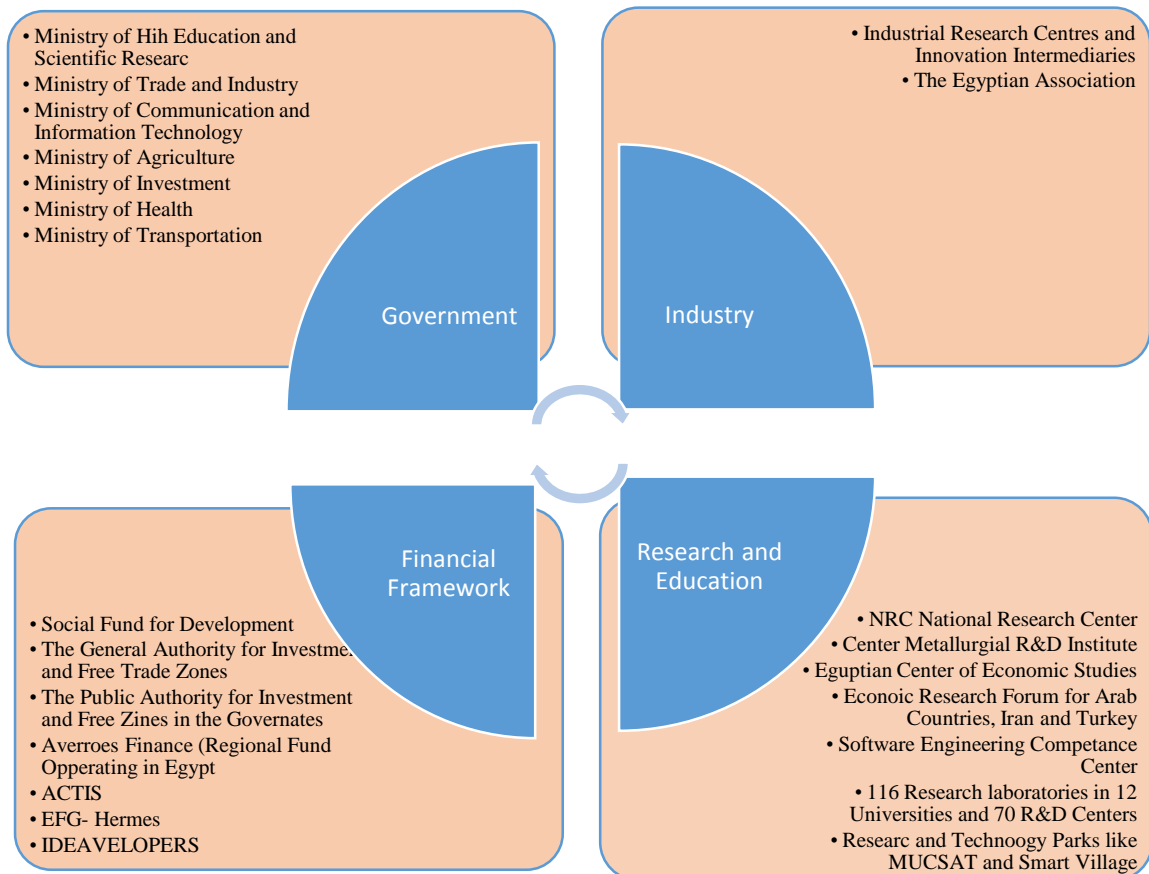 • Ministry of Hih Education and
Scientific Researc
• Ministry of Trade and Industry
• Ministry of Communication and
Information Technology
• Ministry of Agriculture
• Ministry of Investment
• Ministry of Health
• Ministry of Transportation
Government
• Industrial Research Centres and
Innovation Intermediaries
• The Egyptian Association
Industry
Financial
Framework
• Social Fund for Development
• The General Authority for Investme
and Free Trade Zones
• The Public Authority for Investment
and Free Zines in the Governates
• Averroes Finance (Regional Fund
Opperating in Egypt
• ACTIS
• EFG- Hermes
• IDEAVELOPERS
Research and
Education
• NRC National Research Center
• Center Metallurgial R&D Institute
• Eguptian Center of Economic Studies
• Econoic Research Forum for Arab
Countries, Iran and Turkey
• Software Engineering Competance
Center
• 116 Research laboratories in 12
Universities and 70 R&D Centers
• Researc and Technoogy Parks like
MUCSAT and Smart Village